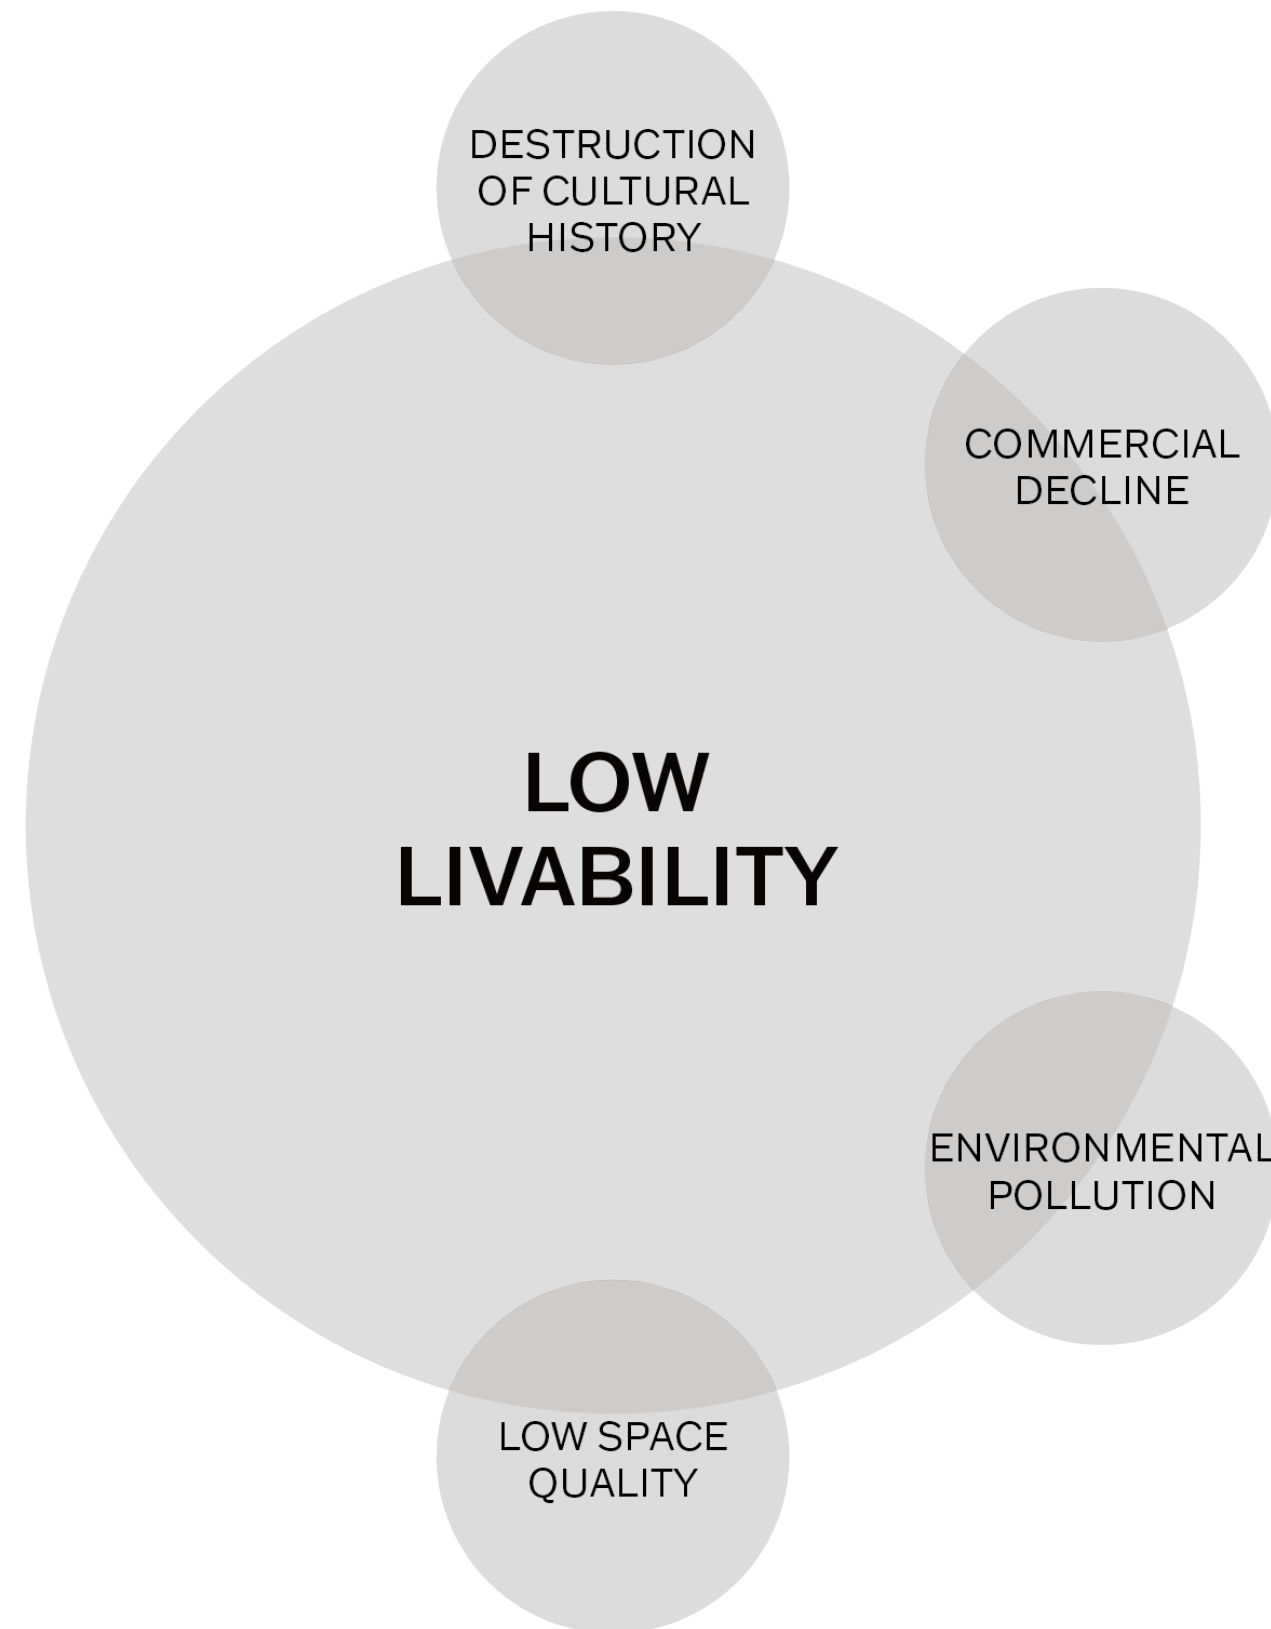 DESTRUCTION
OF CULTURAL
HISTORY
COMMERCIAL
DECLINE
LOW
LIVABILITY
ENVIRONMENTAL
POLLUTION
LOW SPACE
QUALITY